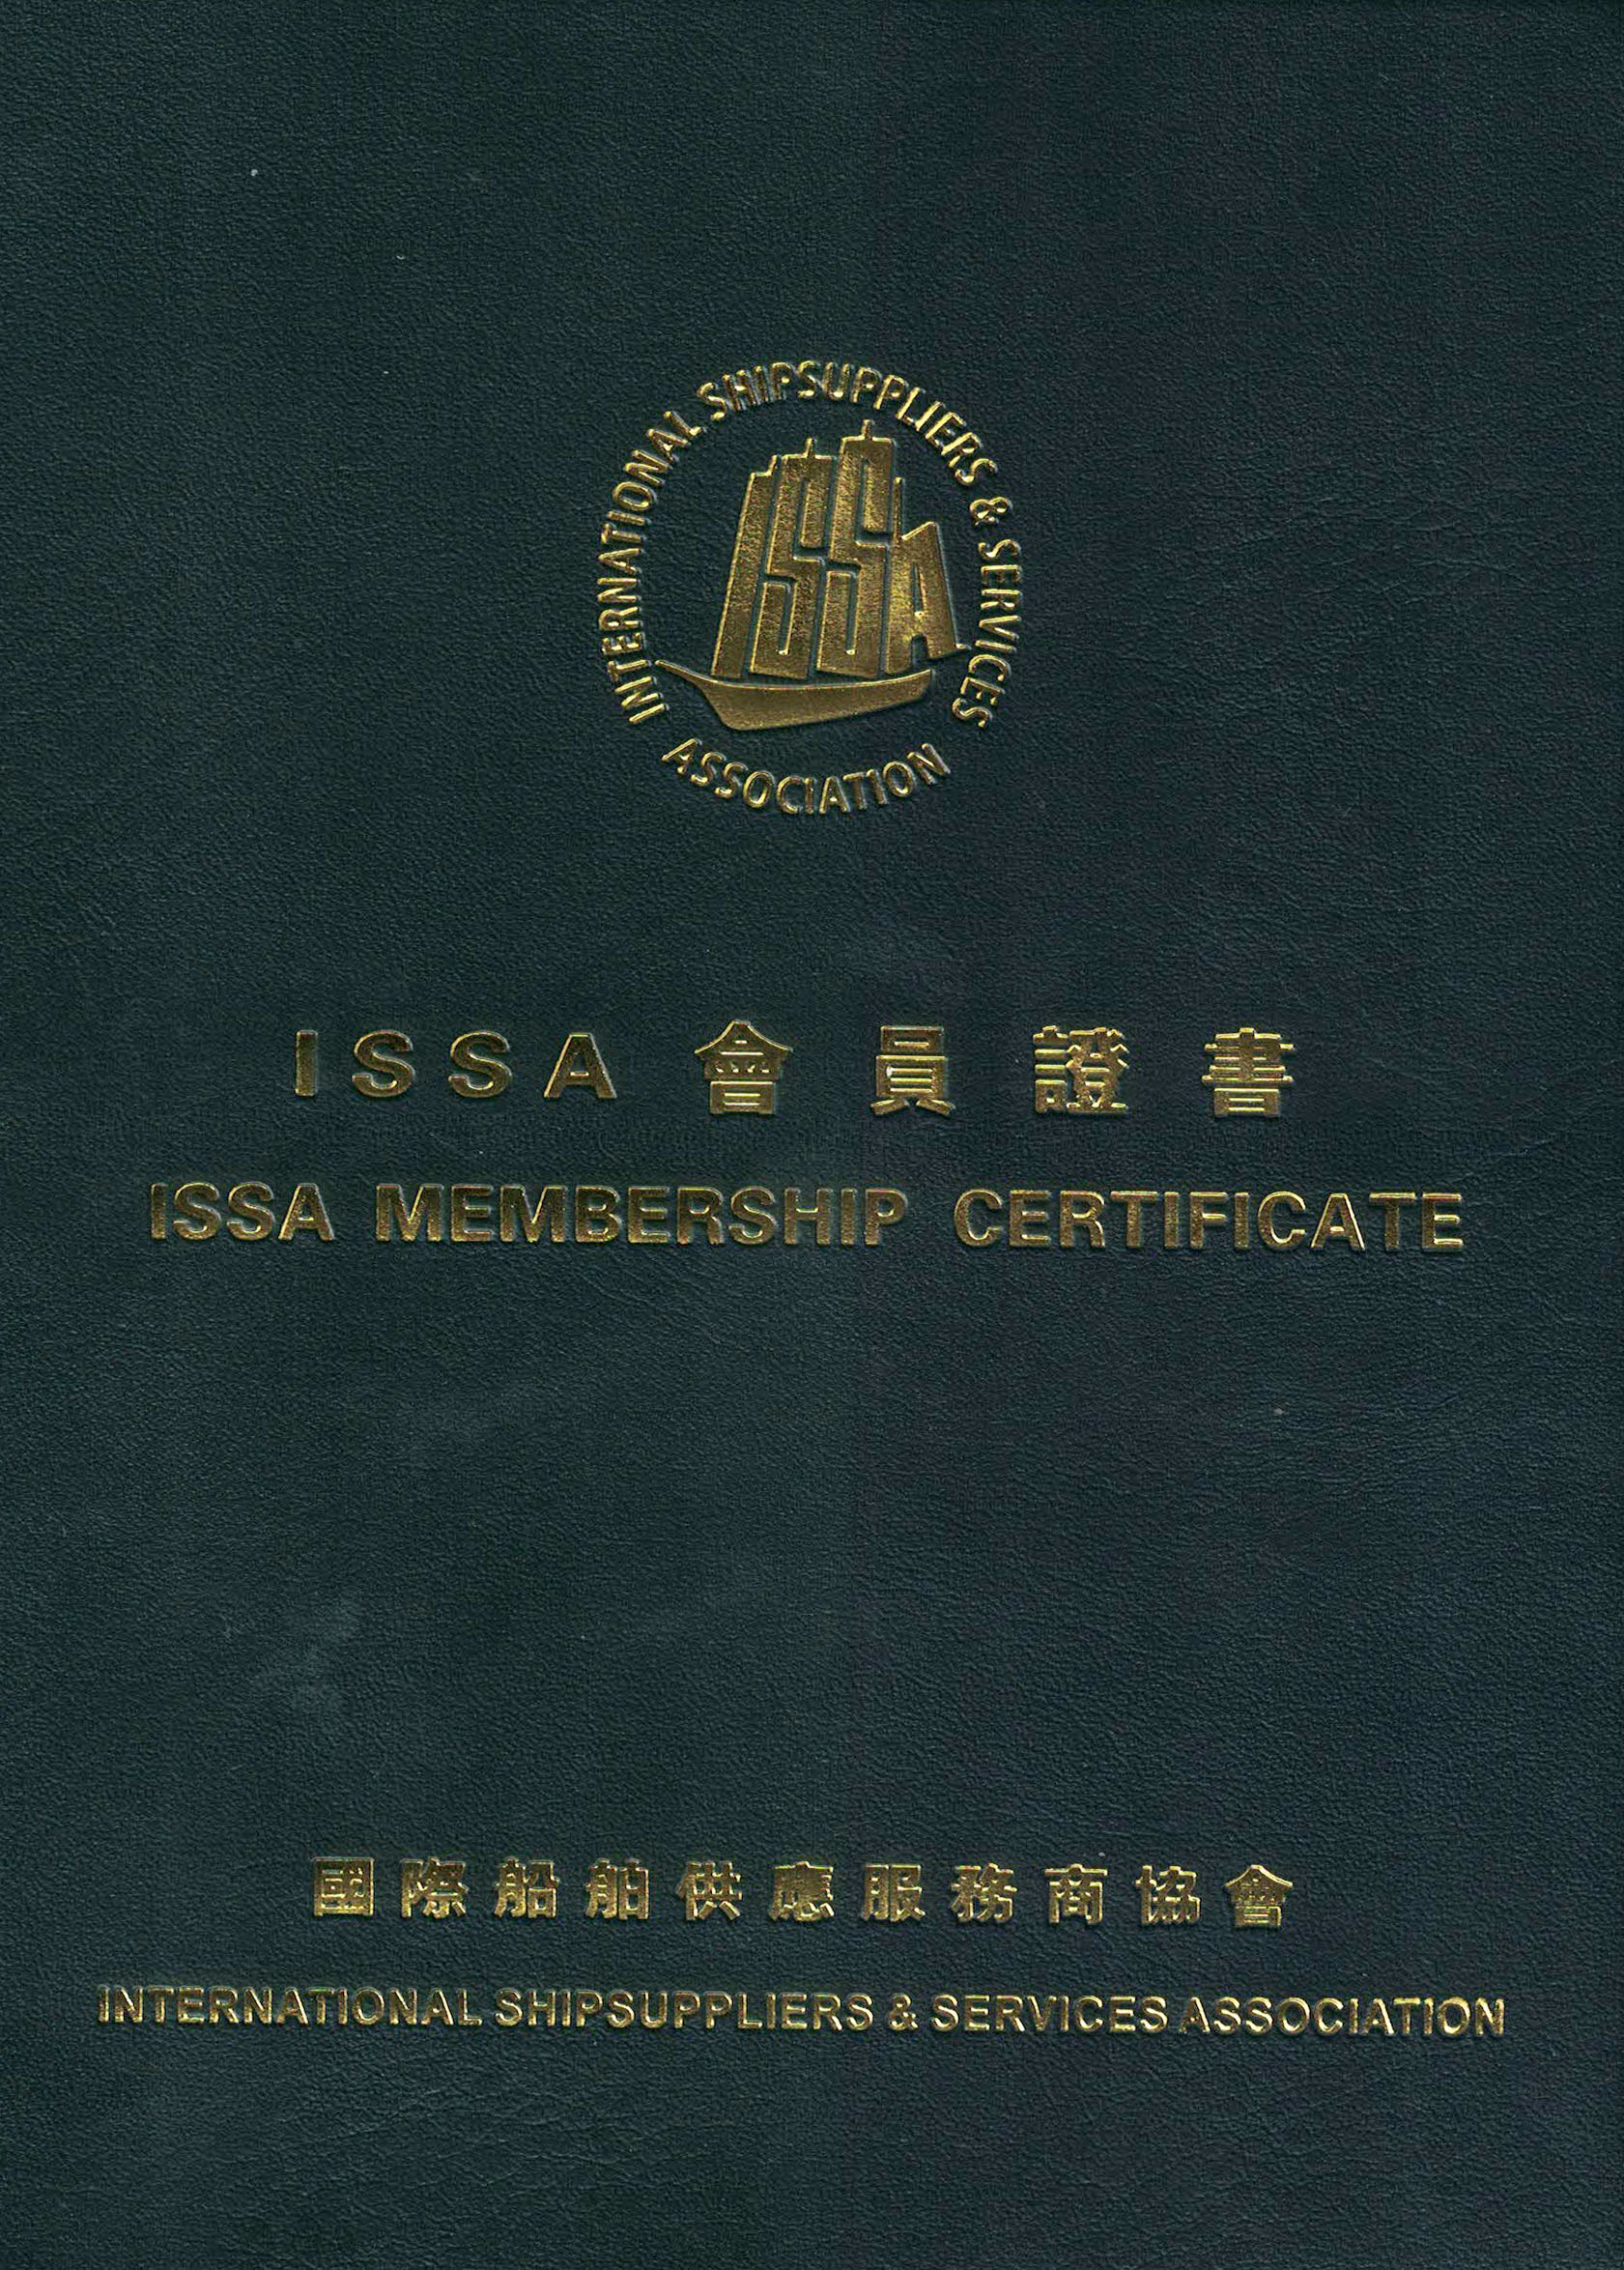 INTERNATIONAL SHIPSUPPLIERS & SERVICES
ASSOCIATION
ISSA
ISSA 會員證書
ISSA MEMBERSHIP CERTIFICATE
國際船舶供應服務商協會
INTERNATIONAL SHIPSUPPLIERS & SERVICES ASSOCIATION